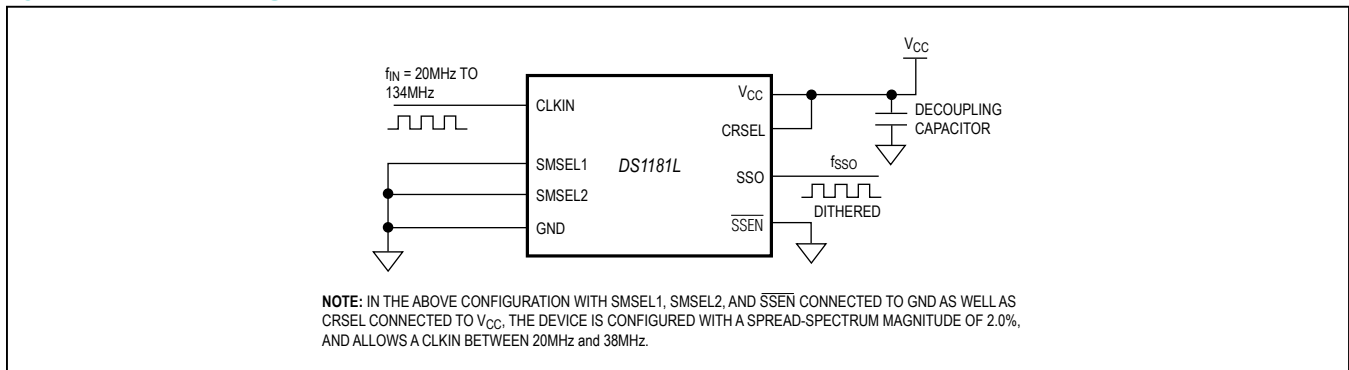 VCC
fIN = 20MHz TO
134MHz
CLKIN
SMSEL1
SMSEL2
GND
DS1181L
VCC
CRSEL
SSO
SSEN
DECOUPLING
CAPACITOR
fSSO
DITHERED
NOTE: IN THE ABOVE CONFIGURATION WITH SMSEL1, SMSEL2, AND SSEN CONNECTED TO GND AS WELL AS
CRSEL CONNECTED TO VCC, THE DEVICE IS CONFIGURED WITH A SPREAD-SPECTRUM MAGNITUDE OF 2.0%,
AND ALLOWS A CLKIN BETWEEN 20MHz and 38MHz.